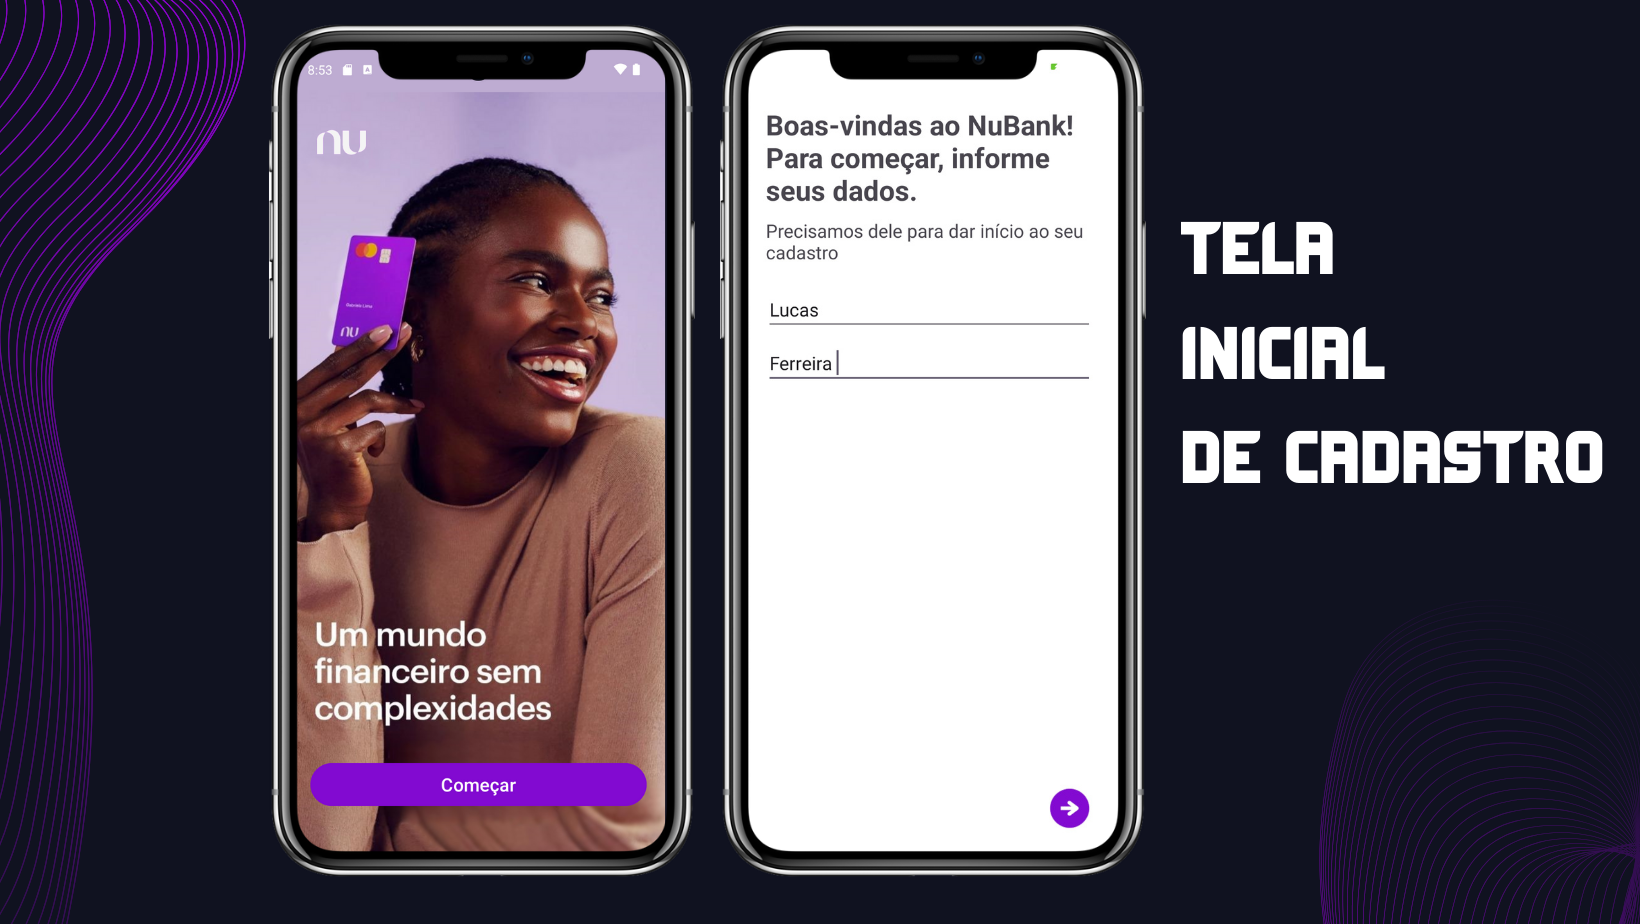 8:53
nu
nu
Um mundo
financeiro sem
complexidades
Começar
Boas-vindas ao NuBank!
Para começar, informe
seus dados.
Precisamos dele para dar início ao seu
cadastro
Lucas
Ferreira
TELA
INICIAL
DE CADASTRO